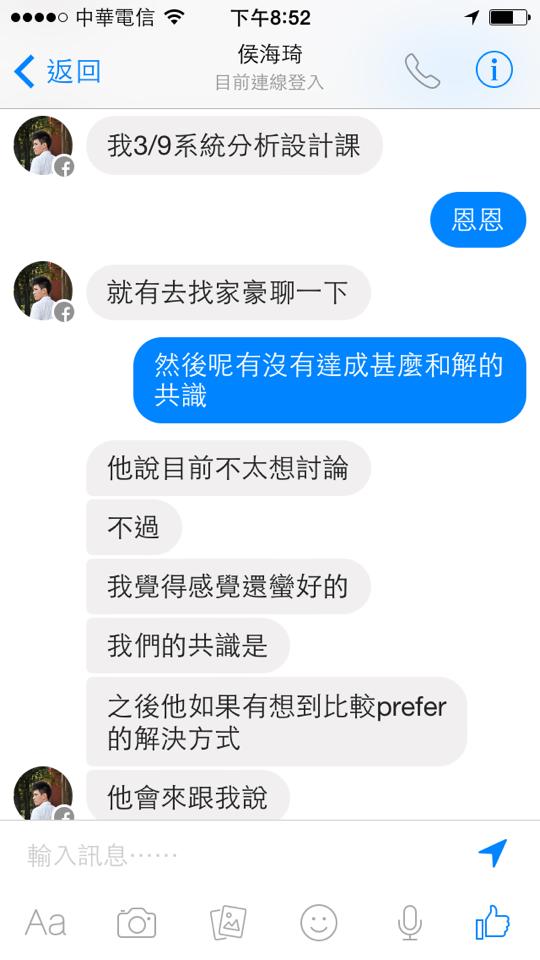 中華電信 下午8:52
返回 侯海琦
目前連線登入
我3/9系統分析設計課
恩恩
就有去找家豪聊一下
然後呢有沒有達成甚麼和解的
共識
他說目前不太想討論
不過
我覺得感覺還蠻好的
我們的共識是
之後他如果有想到比較prefer
的解決方式
他會來跟我說
輸入訊息⋯⋯
Aa